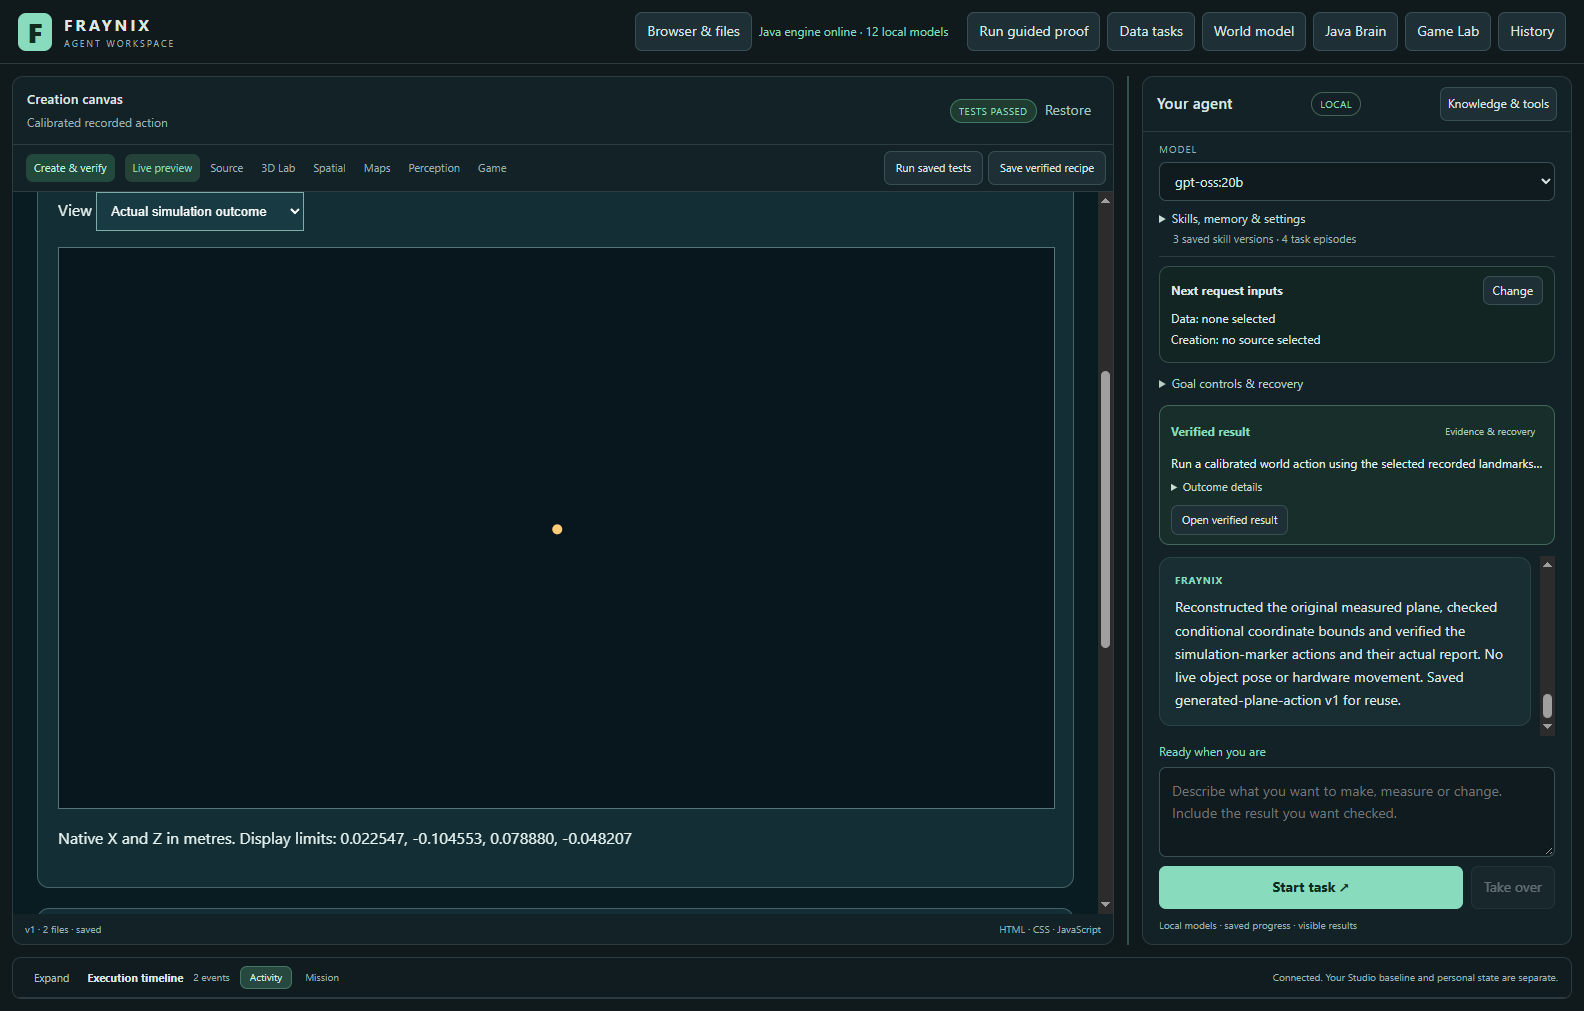 F
FRAYNIX
AGENT WORKSPACE
Browser & files
Java engine online · 12 local models
Run guided proof
Data tasks
World model
Java Brain
Game Lab
History
Creation canvas
Calibrated recorded action
TESTS PASSED
Restore
Create & verify
Live preview
Source
3D Lab
Spatial
Maps
Perception
Game
Run saved tests
Save verified recipe
View
Actual simulation outcome
Native X and Z in metres. Display limits: 0.022547, -0.104553, 0.078880, -0.048207
v1 · 2 files · saved
HTML · CSS · JavaScript
Your agent
LOCAL
Knowledge & tools
MODEL
gpt-oss:20b
Skills, memory & settings
3 saved skill versions · 4 task episodes
Next request inputs
Change
Data: none selected
Creation: no source selected
Goal controls & recovery
Verified result
Evidence & recovery
Run a calibrated world action using the selected recorded landmarks...
Outcome details
Open verified result
FRAYNIX
Reconstructed the original measured plane, checked
conditional coordinate bounds and verified the
simulation-marker actions and their actual report. No
live object pose or hardware movement. Saved
generated-plane-action v1 for reuse.
Ready when you are
Describe what you want to make, measure or change.
Include the result you want checked.
Start task ↗
Take over
Local models · saved progress · visible results
Expand
Execution timeline
2 events
Activity
Mission
Connected. Your Studio baseline and personal state are separate.